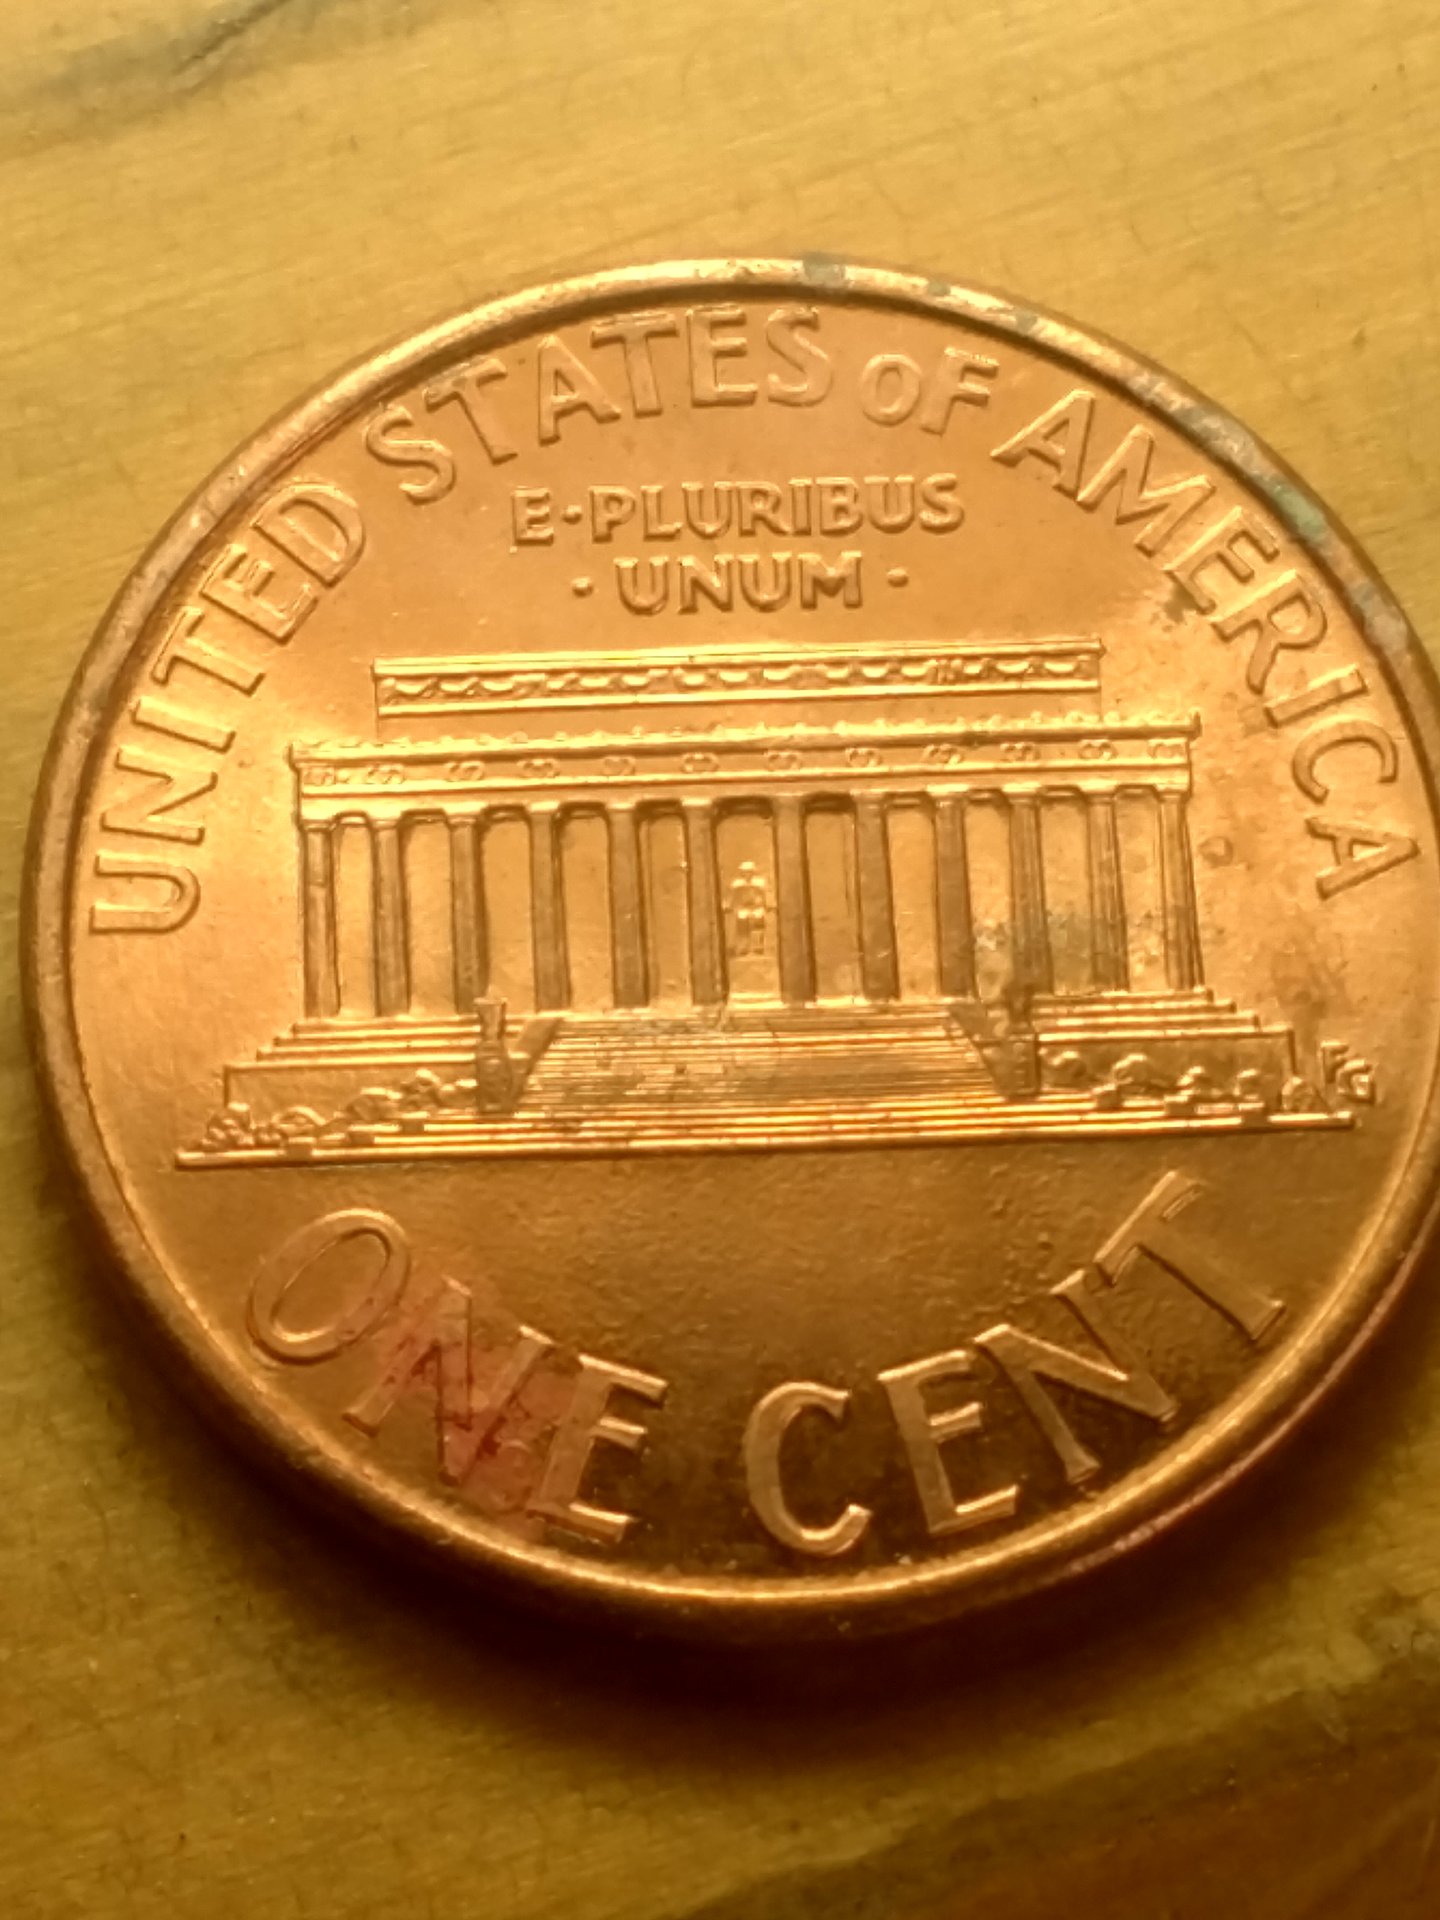 UNITED STATES OF AMERICA
E·PLURIBUS
·UNUM·
FG
ONE CENT